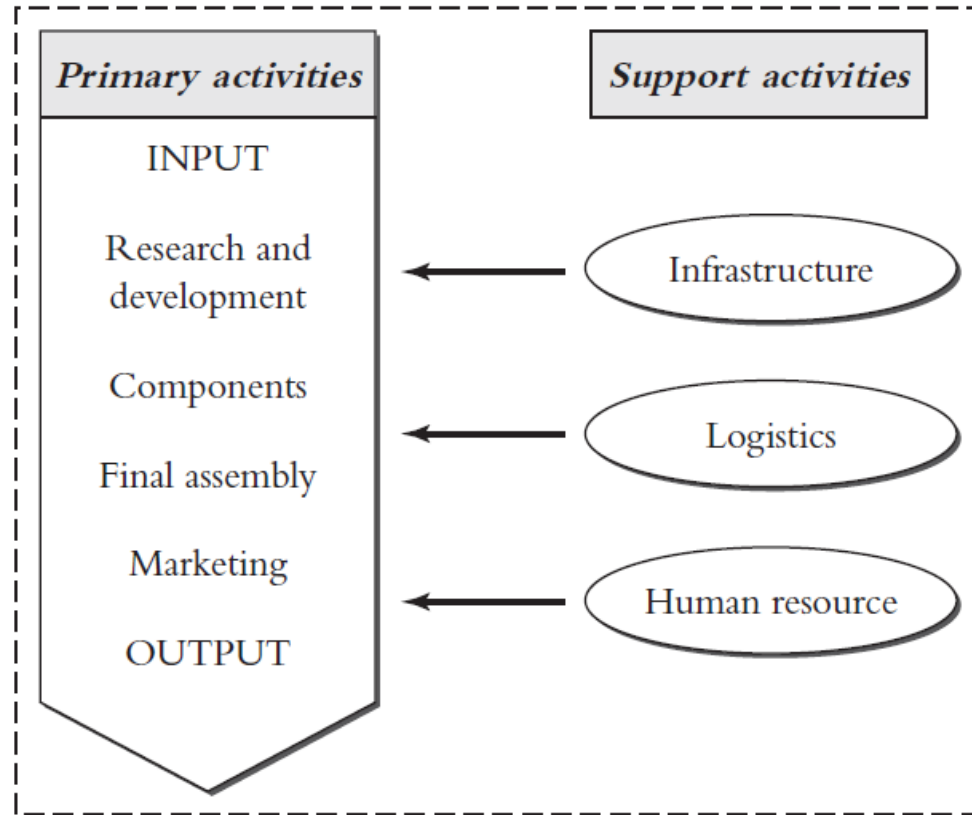 Primary activities
INPUT
Research and
development
Components
Final assembly
Marketing
OUTPUT
Support activities
Infrastructure
Logistics
Human resource